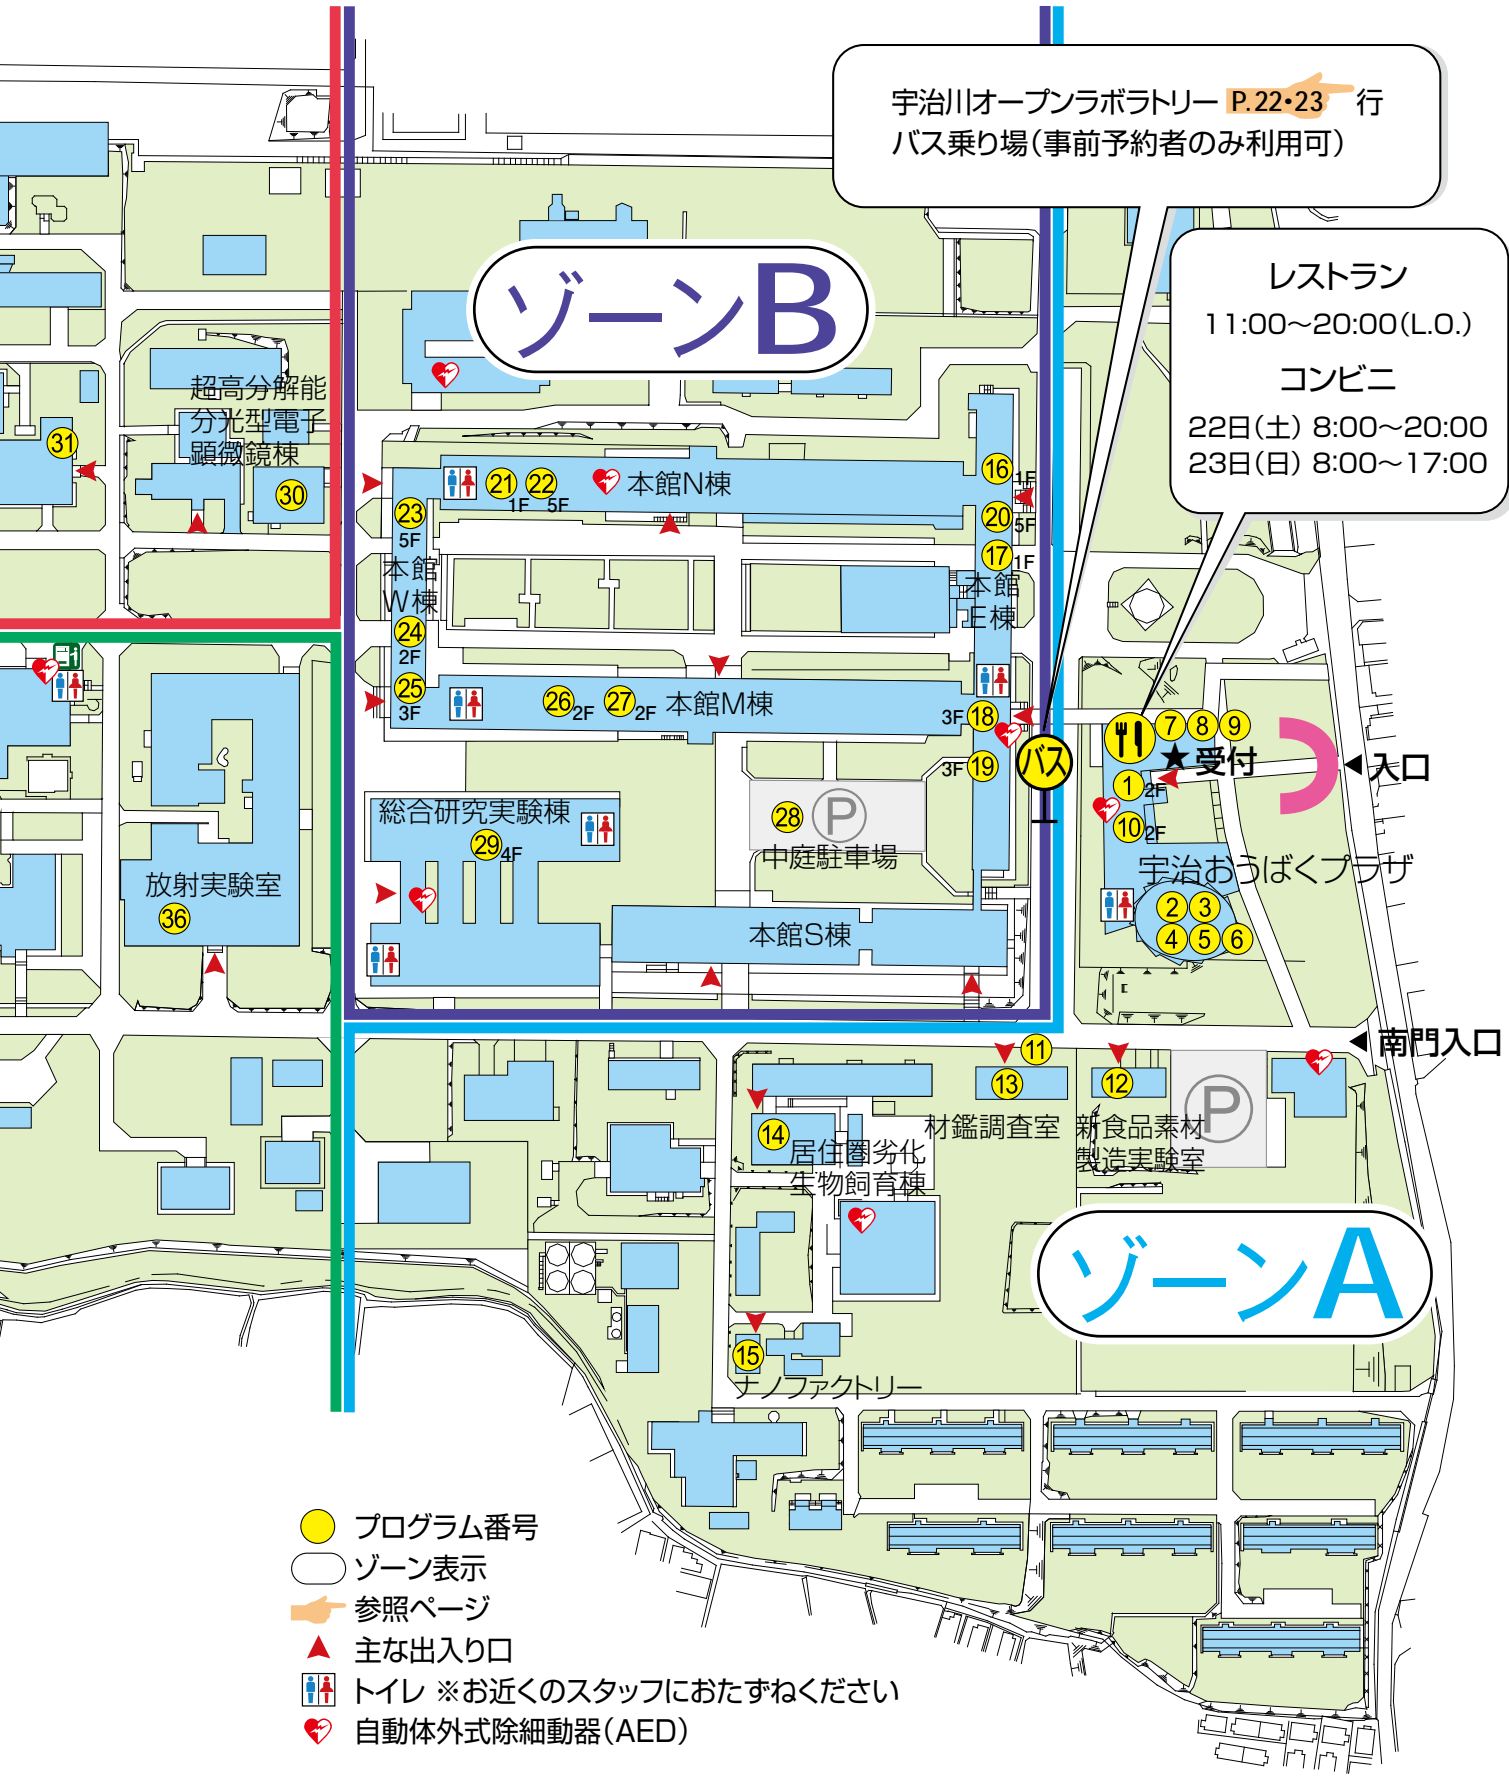 宇治川オープンラボラトリー P.22・23 行
バス乗り場(事前予約者のみ利用可)
レストラン
11:00〜20:00(L.O.)
コンビニ
22日(土) 8:00〜20:00
23日(日) 8:00〜17:00
ゾーンB
超高分解能
分光型電子
顕微鏡棟
31
30
21 1F
22 5F
本館N棟
16 1F
20 5F
17 1F
23 5F
本館
W棟
24 2F
25 3F
本館
E棟
26 2F
27 2F
本館M棟
3F 18
3F 19
バス
7 8 9
★受付
入口
1 2F
10 2F
宇治おうばくプラザ
2 3
4 5 6
総合研究実験棟
29 4F
28 P
中庭駐車場
放射実験室
36
本館S棟
南門入口
11
13
12
材鑑調査室
新食品素材
製造実験室
P
14
居住圏劣化
生物飼育棟
ゾーンA
15
ナノファクトリー
プログラム番号
ゾーン表示
参照ページ
主な出入り口
トイレ ※お近くのスタッフにおたずねください
自動体外式除細動器(AED)